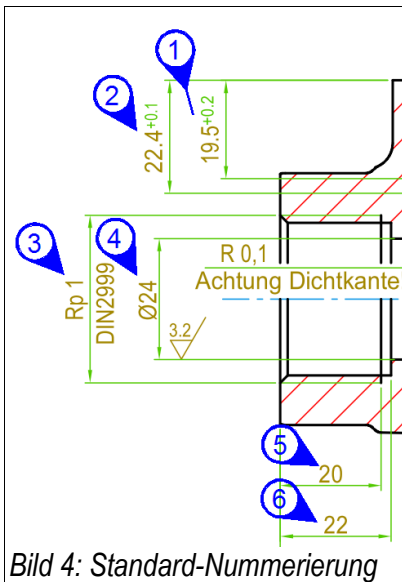 1
2
22.4+0.1
19.5+0.2
3
4
Rp 1
DIN2999
Ø24
R 0,1
Achtung Dichtkante
3.2
5
20
6
22
Bild 4: Standard-Nummerierung